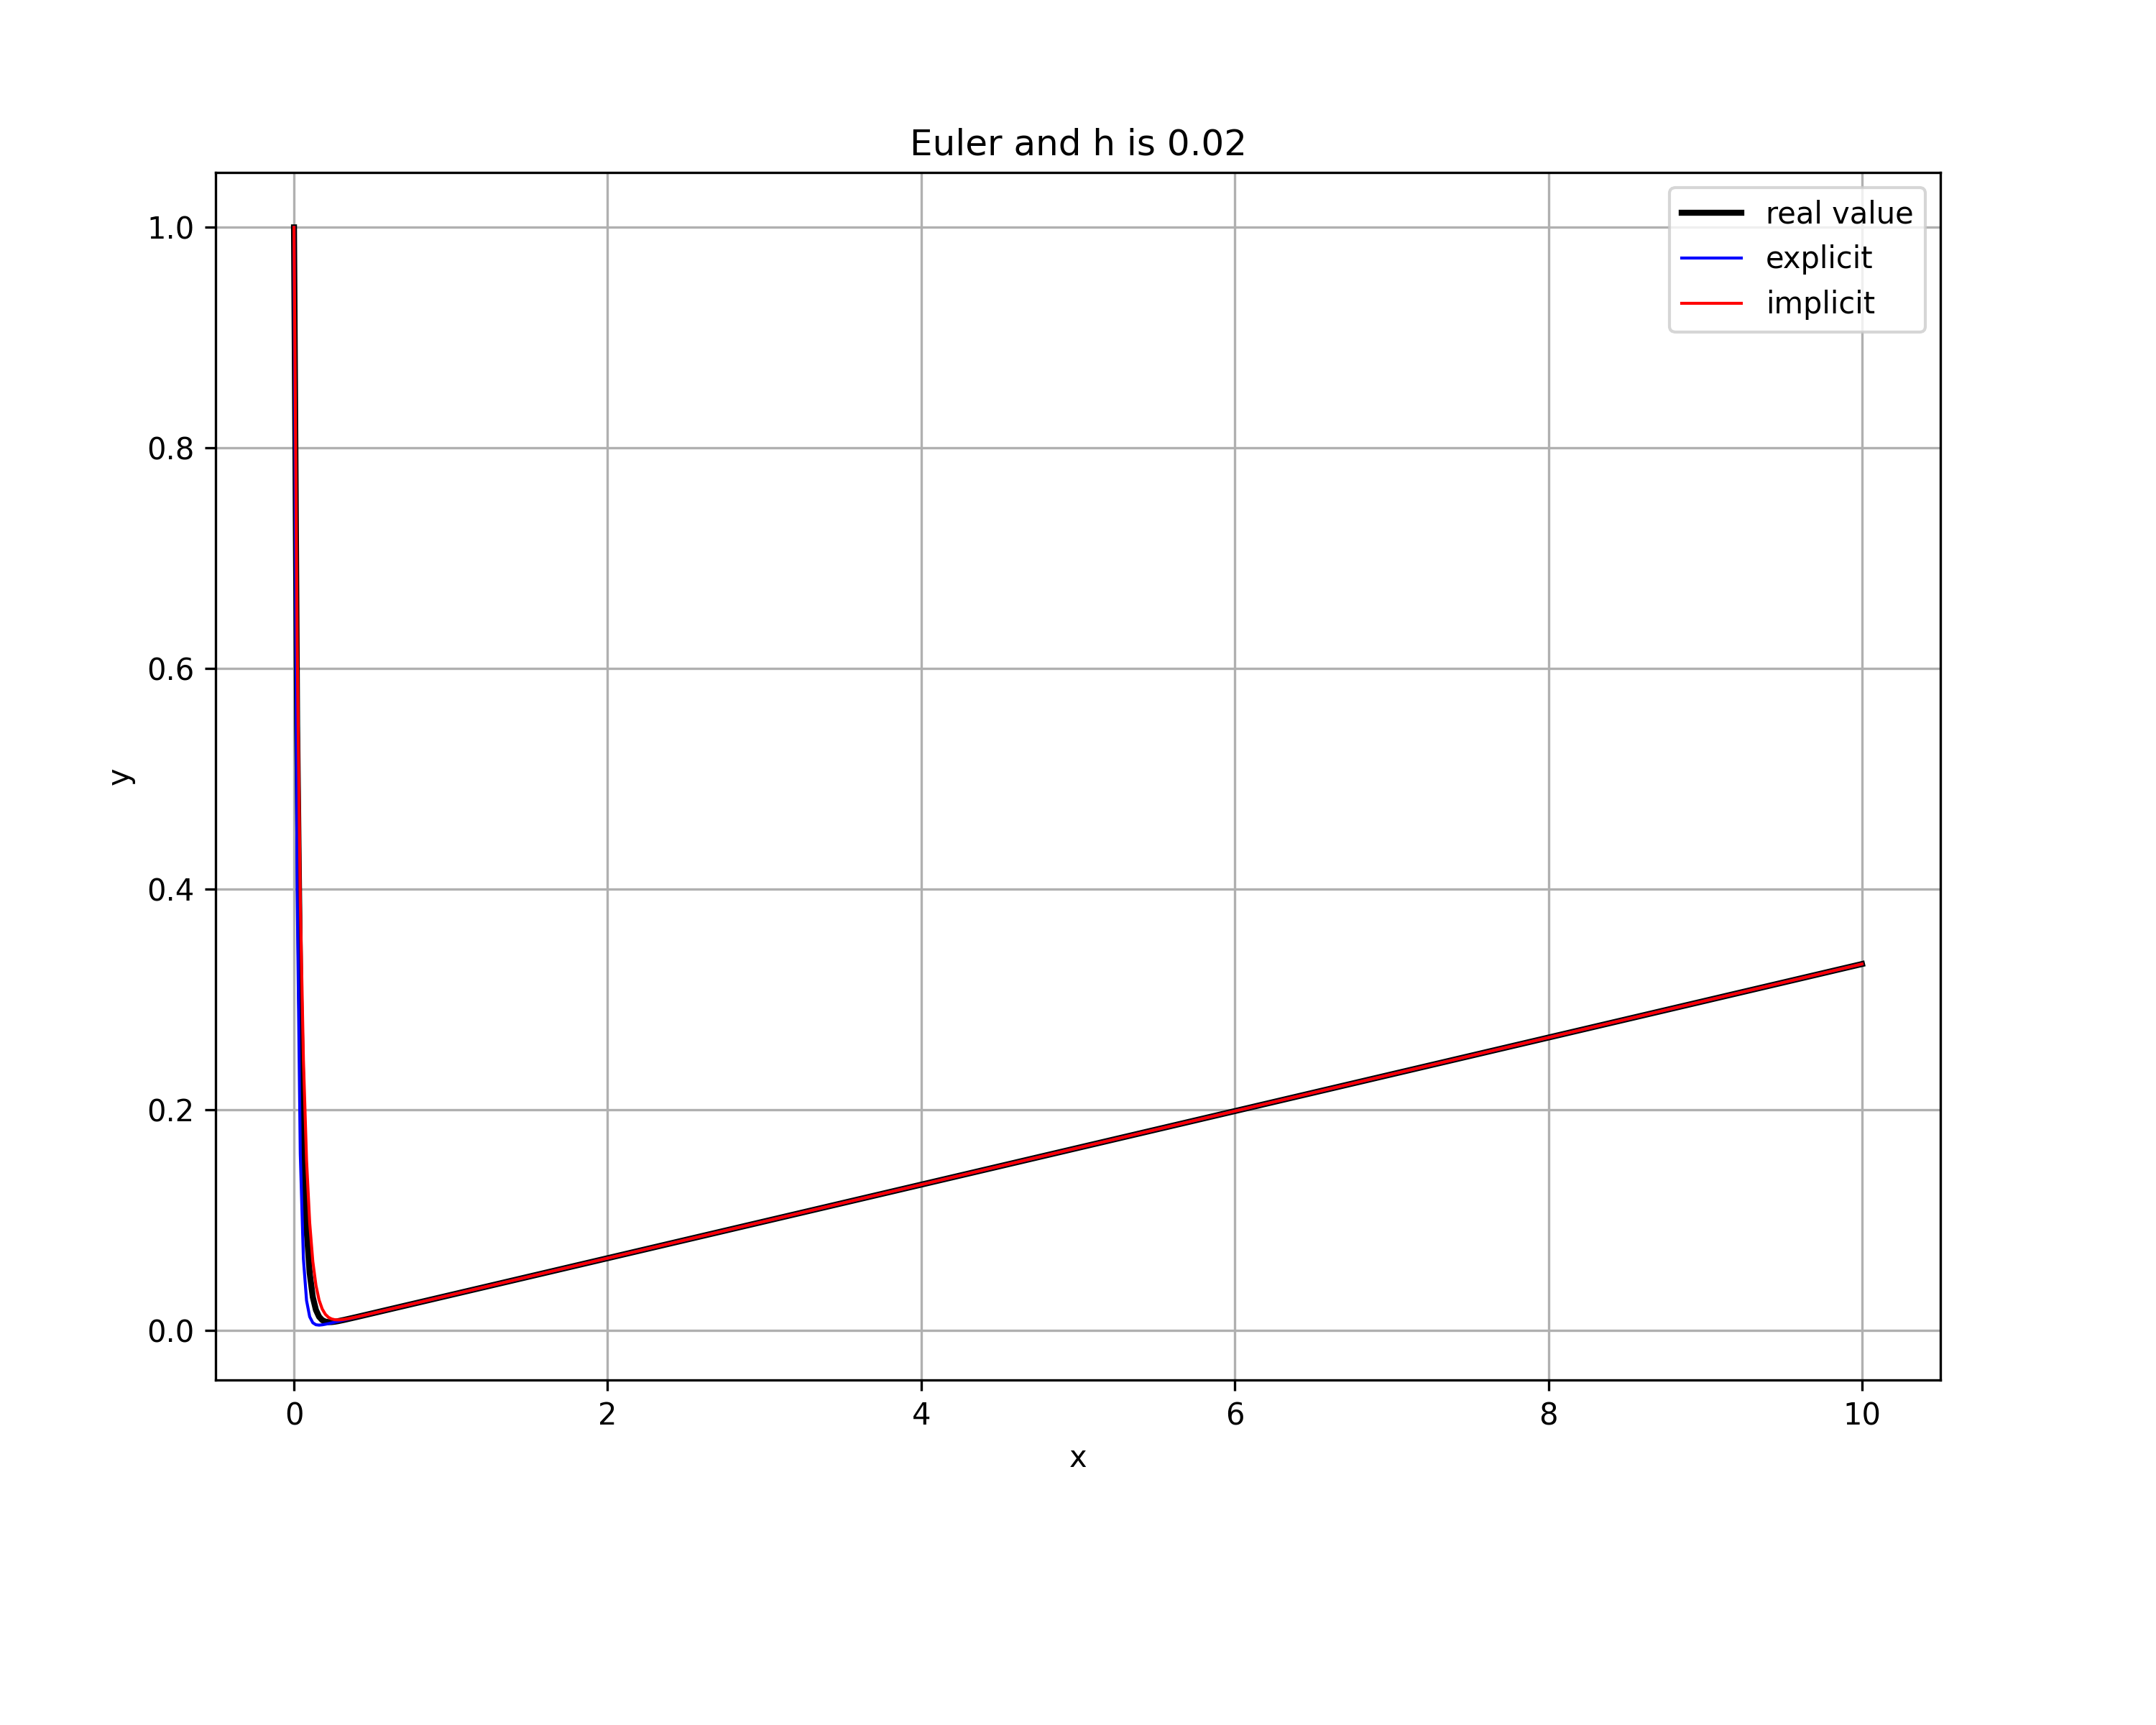 Euler and h is 0.02
real value
explicit
implicit
1.0
0.8
0.6
0.4
0.2
0.0
y
0 2 4 6 8 10
x